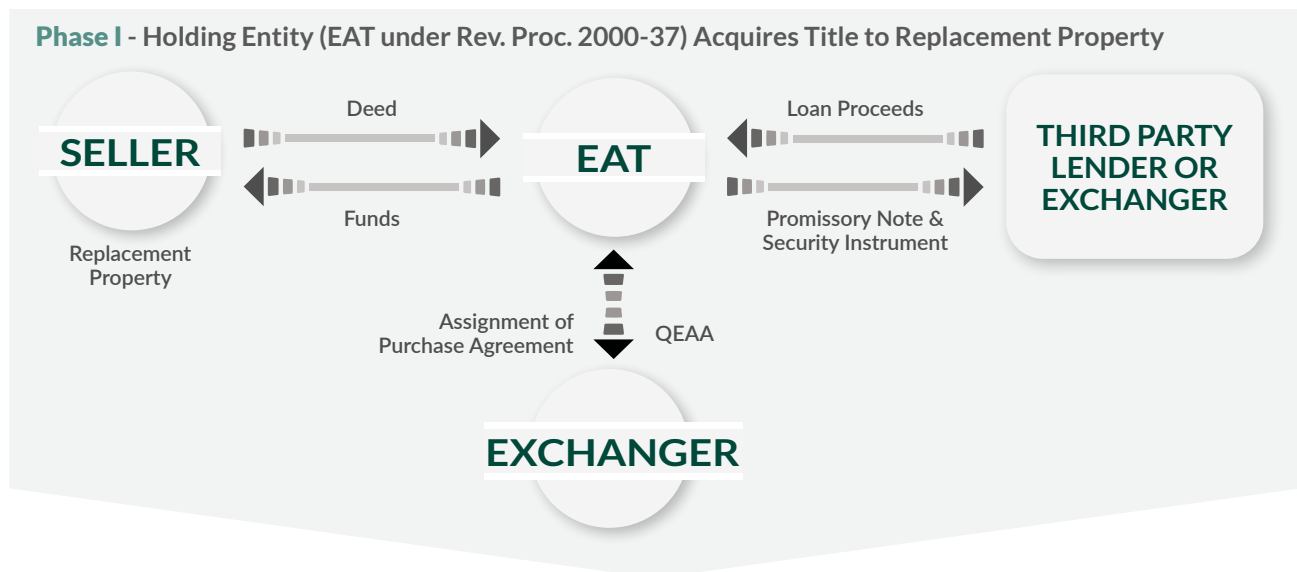 Phase I - Holding Entity (EAT under Rev. Proc. 2000-37) Acquires Title to Replacement Property
SELLER
Replacement
Property
Deed
Funds
EAT
Loan Proceeds
Promissory Note &
Security Instrument
THIRD PARTY
LENDER OR
EXCHANGER
Assignment of
Purchase Agreement
QEAA
EXCHANGER